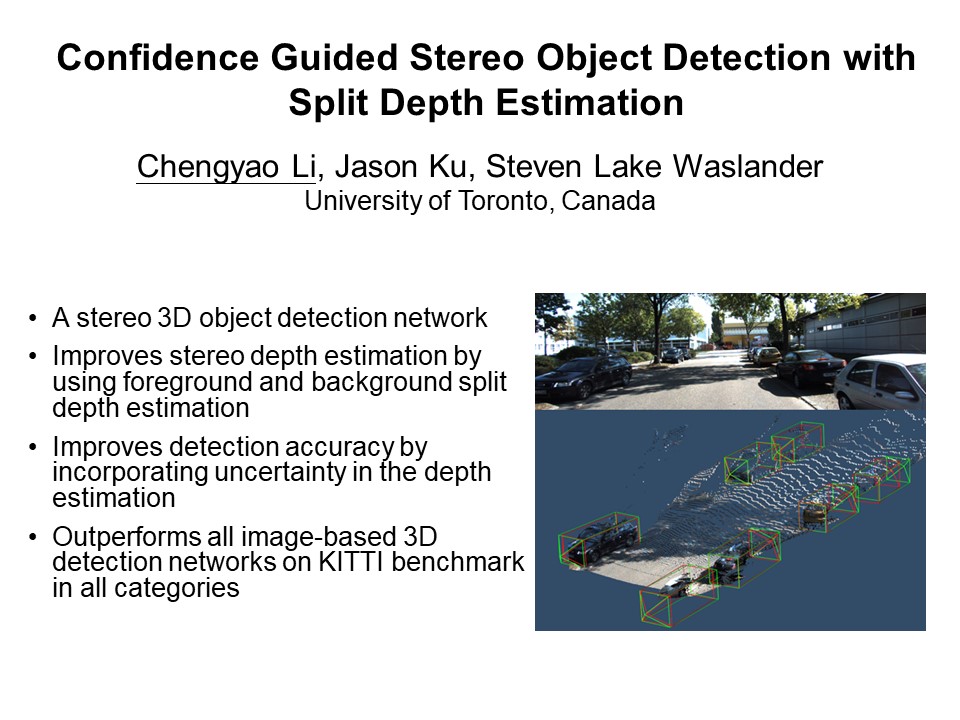 Confidence Guided Stereo Object Detection with
Split Depth Estimation
Chengyao Li, Jason Ku, Steven Lake Waslander
University of Toronto, Canada
• A stereo 3D object detection network
• Improves stereo depth estimation by
using foreground and background split
depth estimation
• Improves detection accuracy by
incorporating uncertainty in the depth
estimation
• Outperforms all image-based 3D
detection networks on KITTI benchmark
in all categories